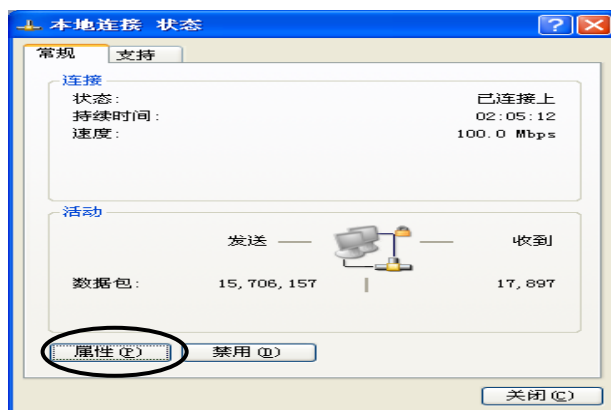 本地连接 状态
常规 支持
连接
状态: 已连接上
持续时间: 02:05:12
速度: 100.0 Mbps
活动
发送 — — 收到
数据包: 15,706,157 | 17,897
属性(P) 禁用(D)
关闭(C)